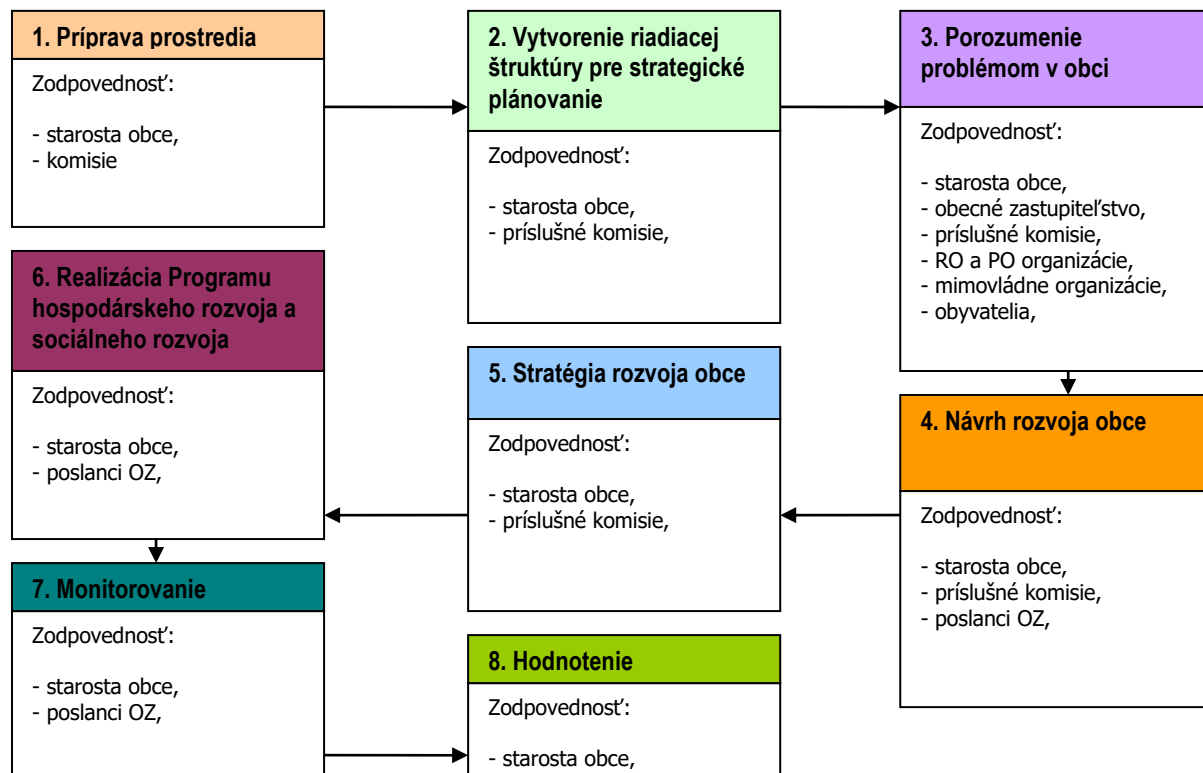 1. Príprava prostredia
Zodpovednosť:
- starosta obce,
- komisie
2. Vytvorenie riadiacej
štruktúry pre strategické
plánovanie
Zodpovednosť:
- starosta obce,
- príslušné komisie,
3. Porozumenie
problémom v obci
Zodpovednosť:
- starosta obce,
- obecné zastupiteľstvo,
- príslušné komisie,
- RO a PO organizácie,
- mimovládne organizácie,
- obyvatelia,
4. Návrh rozvoja obce
Zodpovednosť:
- starosta obce,
- príslušné komisie,
- poslanci OZ,
5. Stratégia rozvoja obce
Zodpovednosť:
- starosta obce,
- príslušné komisie,
6. Realizácia Programu
hospodárskeho rozvoja a
sociálneho rozvoja
Zodpovednosť:
- starosta obce,
- poslanci OZ,
7. Monitorovanie
Zodpovednosť:
- starosta obce,
- poslanci OZ,
8. Hodnotenie
Zodpovednosť:
- starosta obce,